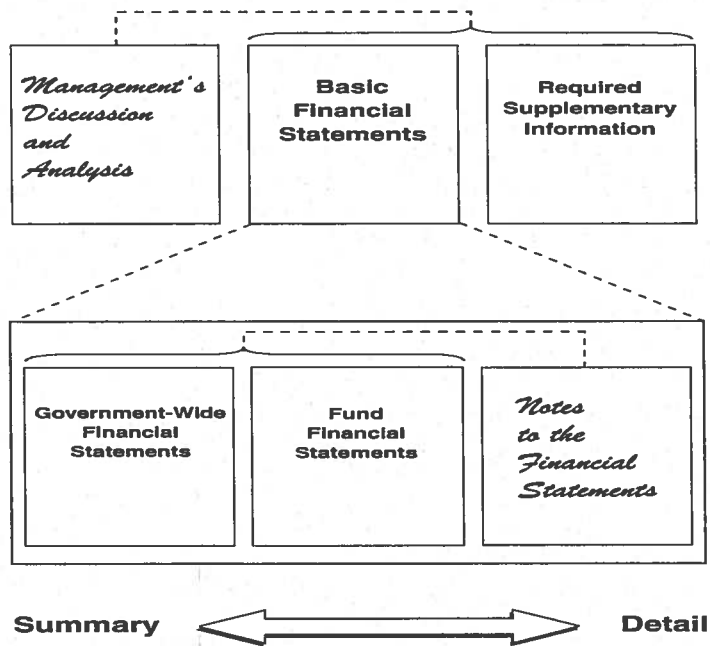 Management's
Discussion
and
Analysis
Basic
Financial
Statements
Required
Supplementary
Information
Government-Wide
Financial
Statements
Fund
Financial
Statements
Notes
to the
Financial
Statements
Summary
Detail